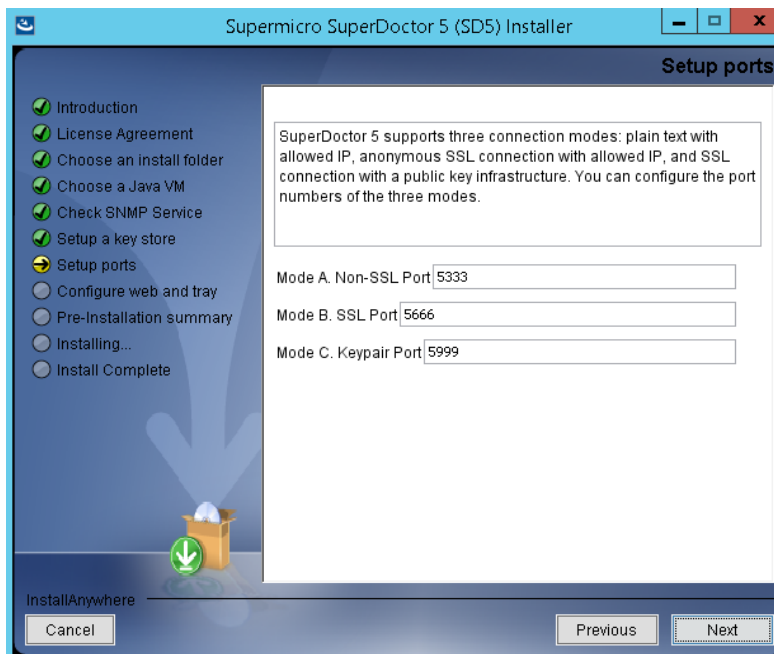 Supermicro SuperDoctor 5 (SD5) Installer
Setup ports
Introduction
License Agreement
Choose an install folder
Choose a Java VM
Check SNMP Service
Setup a key store
Setup ports
Configure web and tray
Pre-Installation summary
Installing...
Install Complete
SuperDoctor 5 supports three connection modes: plain text with
allowed IP, anonymous SSL connection with allowed IP, and SSL
connection with a public key infrastructure. You can configure the port
numbers of the three modes.
Mode A. Non-SSL Port 5333
Mode B. SSL Port 5666
Mode C. Keypair Port 5999
InstallAnywhere
Cancel Previous Next